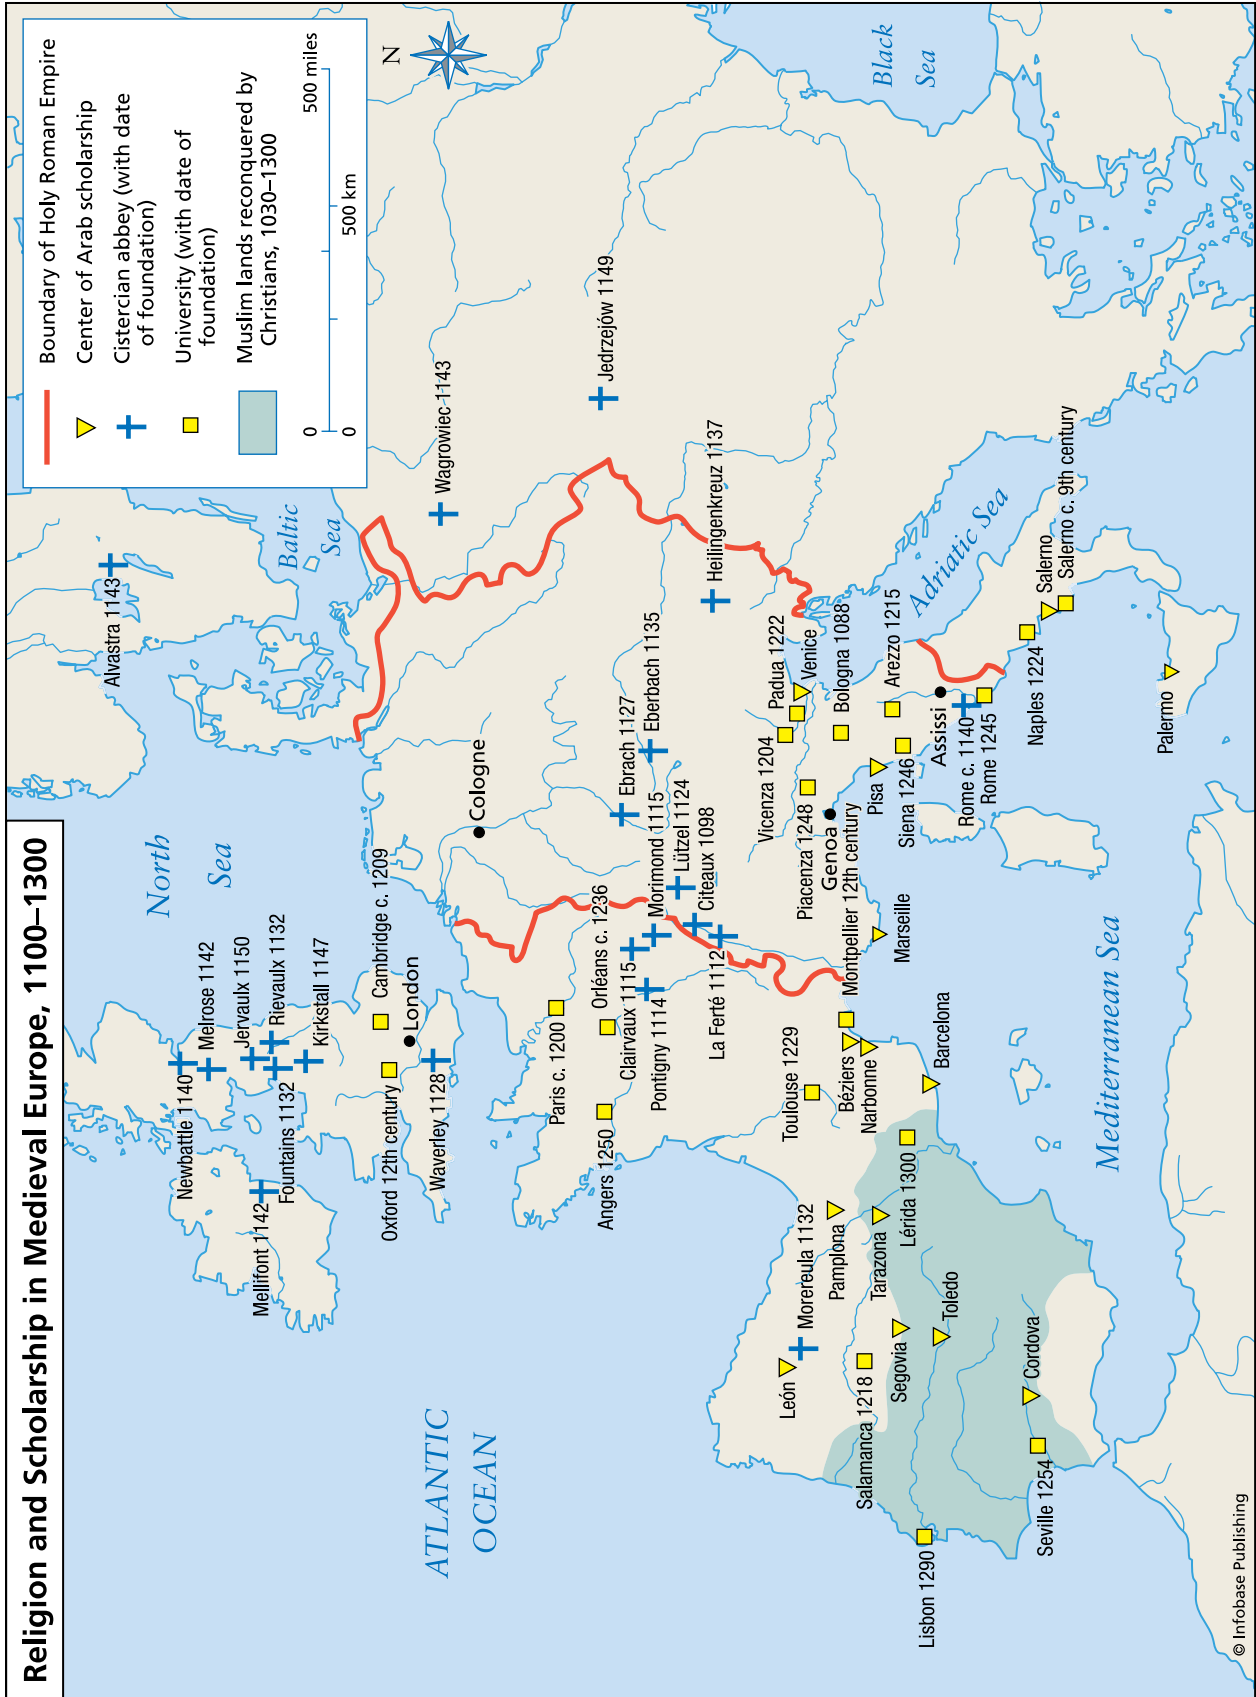 Religion and Scholarship in Medieval Europe, 1100–1300
Boundary of Holy Roman Empire
Center of Arab scholarship
Cistercian abbey (with date
of foundation)
University (with date of
foundation)
Muslim lands reconquered by
Christians, 1030–1300
0
500 miles
0
500 km
N
North
Sea
Baltic
Sea
Black
Sea
ATLANTIC
OCEAN
Adriatic Sea
Mediterranean Sea
Alvastra 1143
Newbattle 1140
Melrose 1142
Jervaulx 1150
Rievaulx 1132
Kirkstall 1147
Fountains 1132
Mellifont 1142
Cambridge c. 1209
London
Oxford 12th century
Waverley 1128
Wagrowiec 1143
Jedrzejów 1149
Cologne
Heilingenkreuz 1137
Eberbach 1135
Ebrach 1127
Morimond 1115
Lützel 1124
Citeaux 1098
Paris c. 1200
Orléans c. 1236
Clairvaux 1115
Pontigny 1114
La Ferté 1112
Angers 1250
Padua 1222
Venice
Vicenza 1204
Bologna 1088
Piacenza 1248
Genoa
Arezzo 1215
Pisa
Siena 1246
Assissi
Rome c. 1140
Rome 1245
Naples 1224
Salerno
Salerno c. 9th century
Palermo
Montpellier 12th century
Marseille
Toulouse 1229
Béziers
Narbonne
Barcelona
Morereula 1132
León
Pamplona
Tarazona
Lérida 1300
Salamanca 1218
Segovia
Toledo
Cordova
Seville 1254
Lisbon 1290
© Infobase Publishing